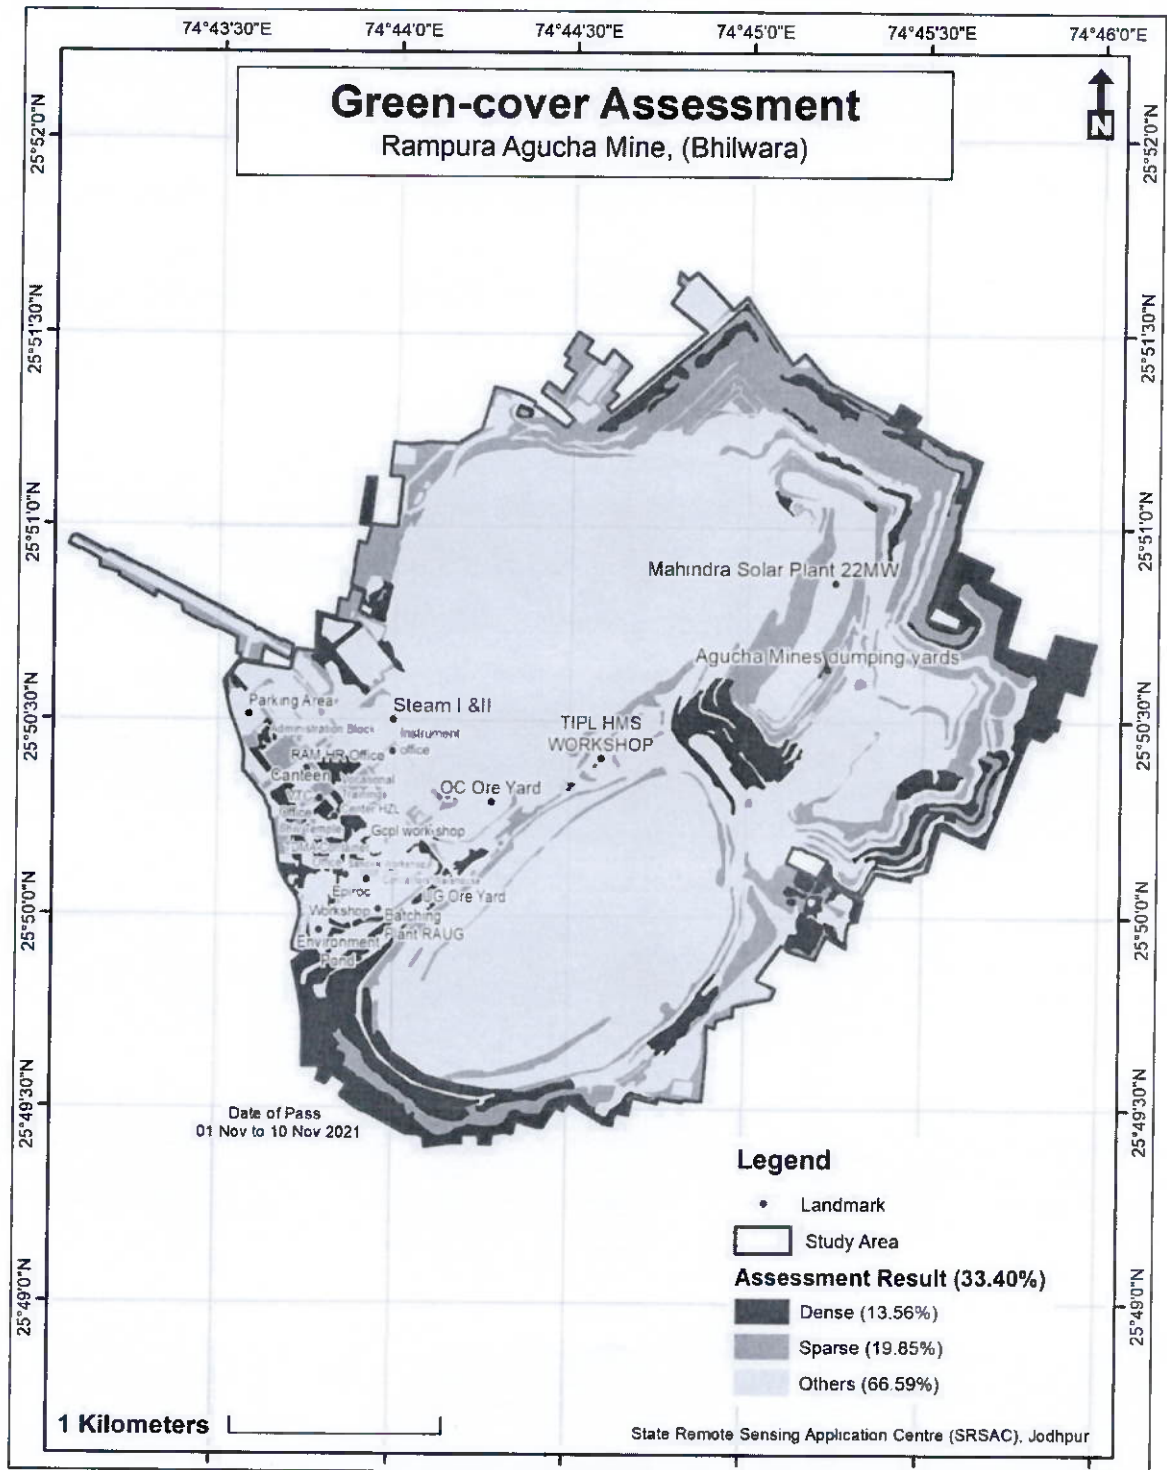 74°43'30"E 74°44'0"E 74°44'30"E 74°45'0"E 74°45'30"E 74°46'0"E
Green-cover Assessment
Rampura Agucha Mine, (Bhilwara)
N
25°52'0"N 25°52'0"N
25°51'30"N 25°51'30"N
25°51'0"N 25°51'0"N
Mahindra Solar Plant 22MW
Agucha Mines dumping yards
25°50'30"N 25°50'30"N
Parking Area
Steam I &II
Administration Block
Instrument
office
TIPL HMS
WORKSHOP
RAM HR Office
Canteen
Vocational
Training
Center HZL
OC Ore Yard
Office
Gcpl workshop
Office
Epiroc
UG Ore Yard
Workshop
Batching
Plant RAUG
25°50'0"N 25°50'0"N
Environment
Pond
25°49'30"N 25°49'30"N
Date of Pass
01 Nov to 10 Nov 2021
Legend
Landmark
Study Area
Assessment Result (33.40%)
Dense (13.56%)
Sparse (19.85%)
Others (66.59%)
25°49'0"N 25°49'0"N
1 Kilometers
State Remote Sensing Application Centre (SRSAC), Jodhpur